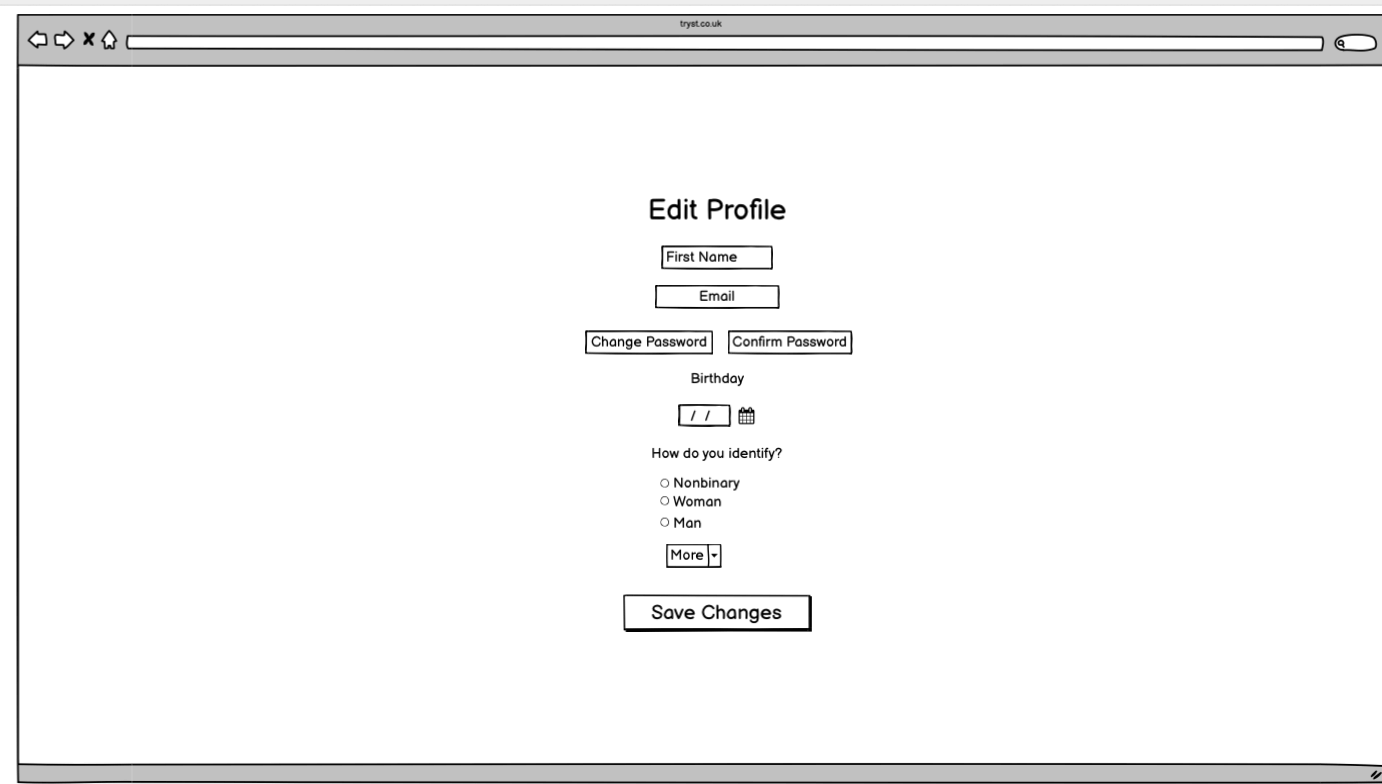 tryst.co.uk
Edit Profile
First Name
Email
Change Password Confirm Password
Birthday
/ /
How do you identify?
Nonbinary
Woman
Man
More
Save Changes